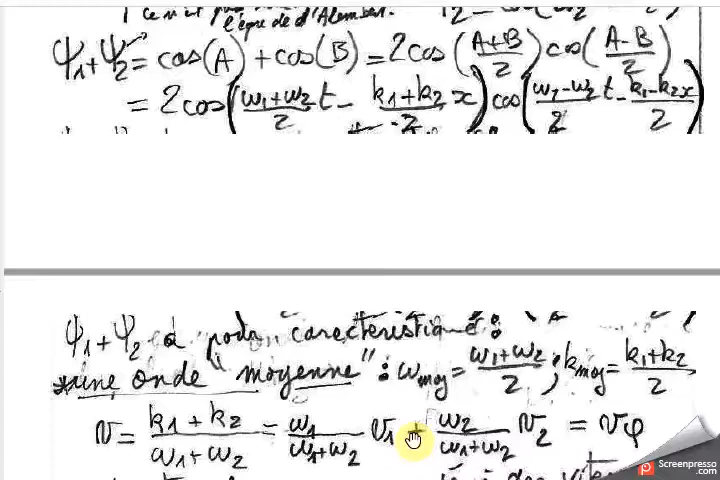 l'éqne de d'Alembert.
Ψ1+Ψ2 = cos(A) + cos(B) = 2cos(A+B/2) cos(A-B/2)
= 2cos(ω1+ω2/2 t - k1+k2/2 x) cos(ω1-ω2/2 t - k1-k2x/2)
Ψ1+Ψ2 a pour caractéristique :
une onde "moyenne" : ωmoy = ω1+ω2/2 ; kmoy = k1+k2/2
v = k1+k2/ω1+ω2 = ω1/ω1+ω2 v1 + ω2/ω1+ω2 v2 = vφ
Screenpresso
.com